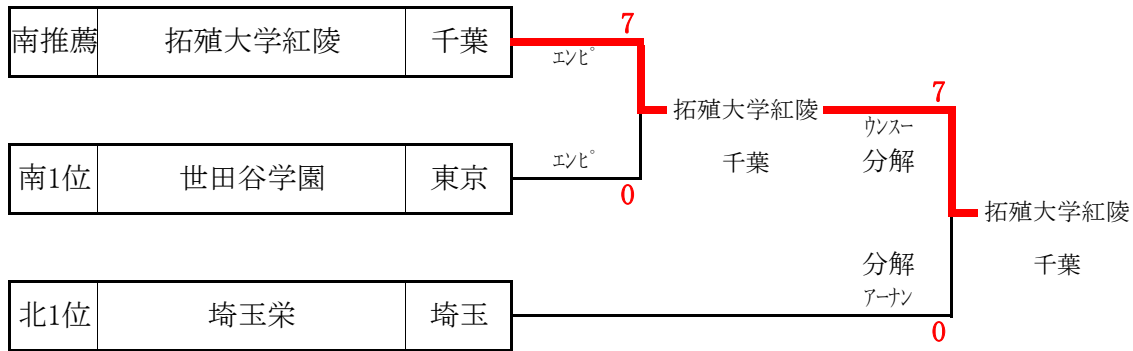 南推薦 拓殖大学紅陵 千葉
7
エンピ
拓殖大学紅陵
千葉
7
ウンスー
分解
南1位 世田谷学園 東京
エンピ
0
拓殖大学紅陵
千葉
分解
アーナン
北1位 埼玉栄 埼玉
0